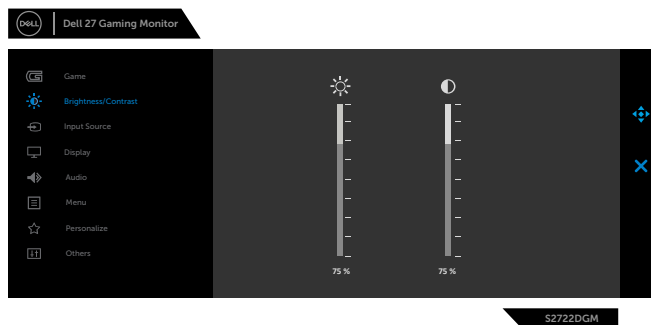 DELL
Dell 27 Gaming Monitor
Game
Brightness/Contrast
Input Source
Display
Audio
Menu
Personalize
Others
75 %
75 %
S2722DGM